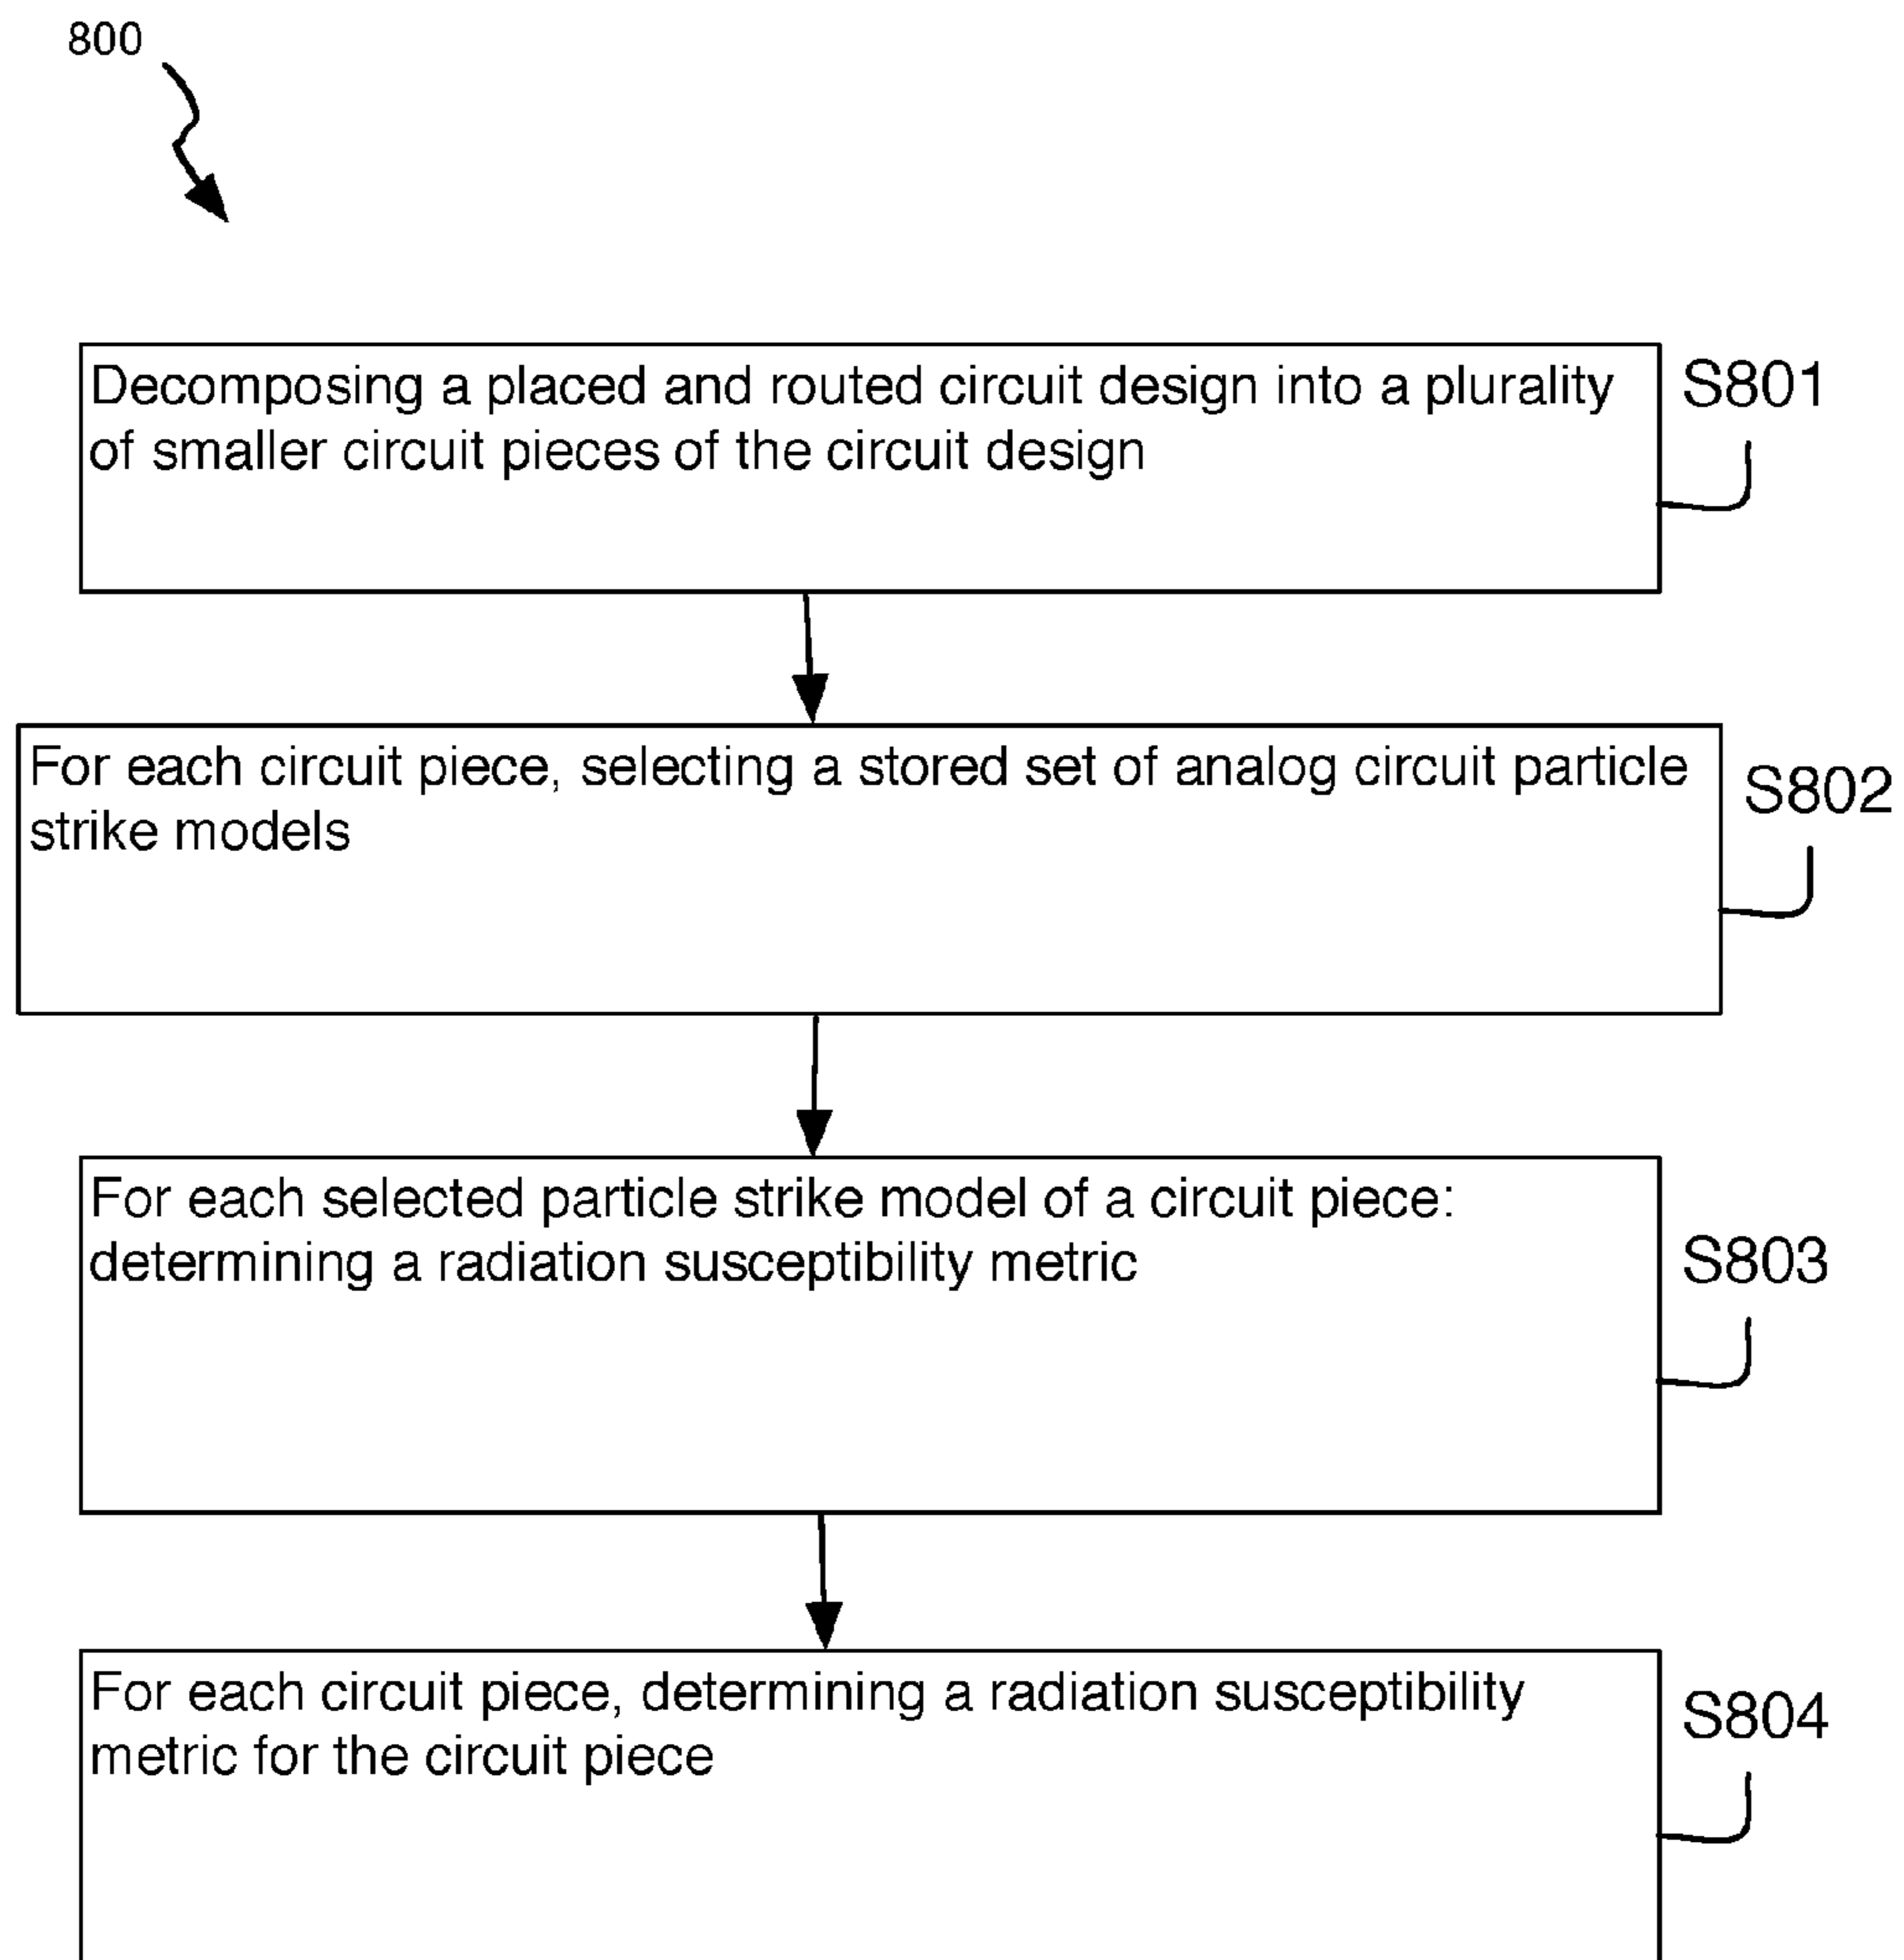 800
Decomposing a placed and routed circuit design into a plurality
of smaller circuit pieces of the circuit design
S801
For each circuit piece, selecting a stored set of analog circuit particle
strike models
S802
For each selected particle strike model of a circuit piece:
determining a radiation susceptibility metric
S803
For each circuit piece, determining a radiation susceptibility
metric for the circuit piece
S804